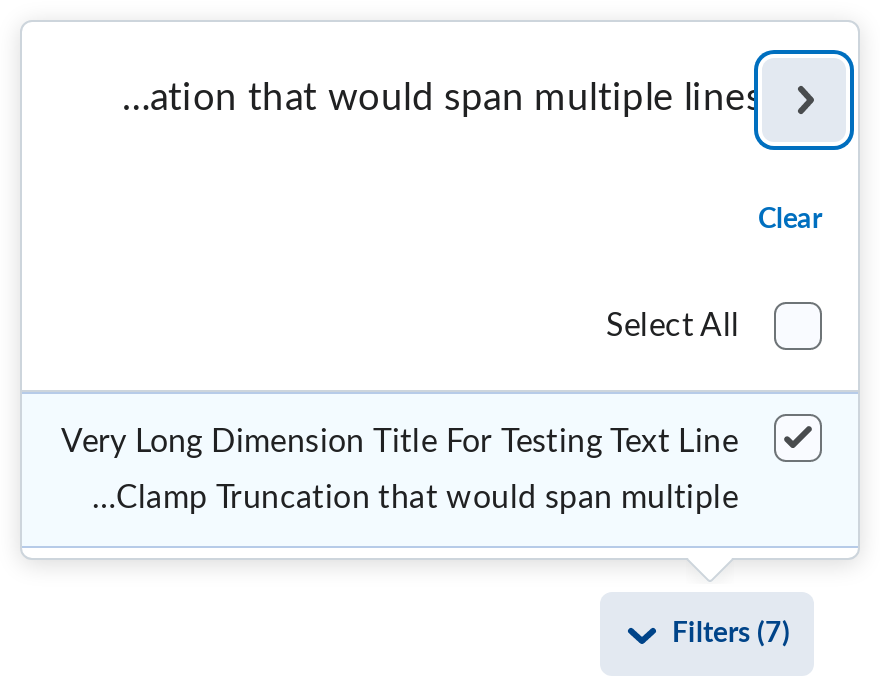 ...ation that would span multiple lines
Clear
Select All
Very Long Dimension Title For Testing Text Line
...Clamp Truncation that would span multiple
Filters (7)